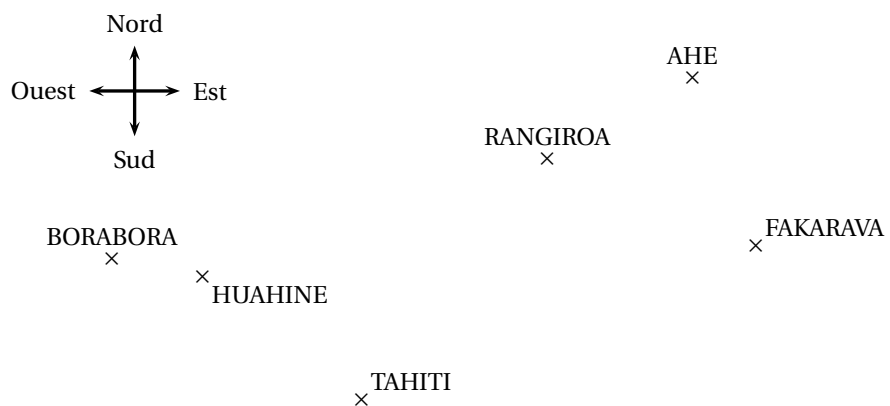 Nord
Ouest
Est
Sud
AHE
RANGIROA
FAKARAVA
BORABORA
HUAHINE
TAHITI